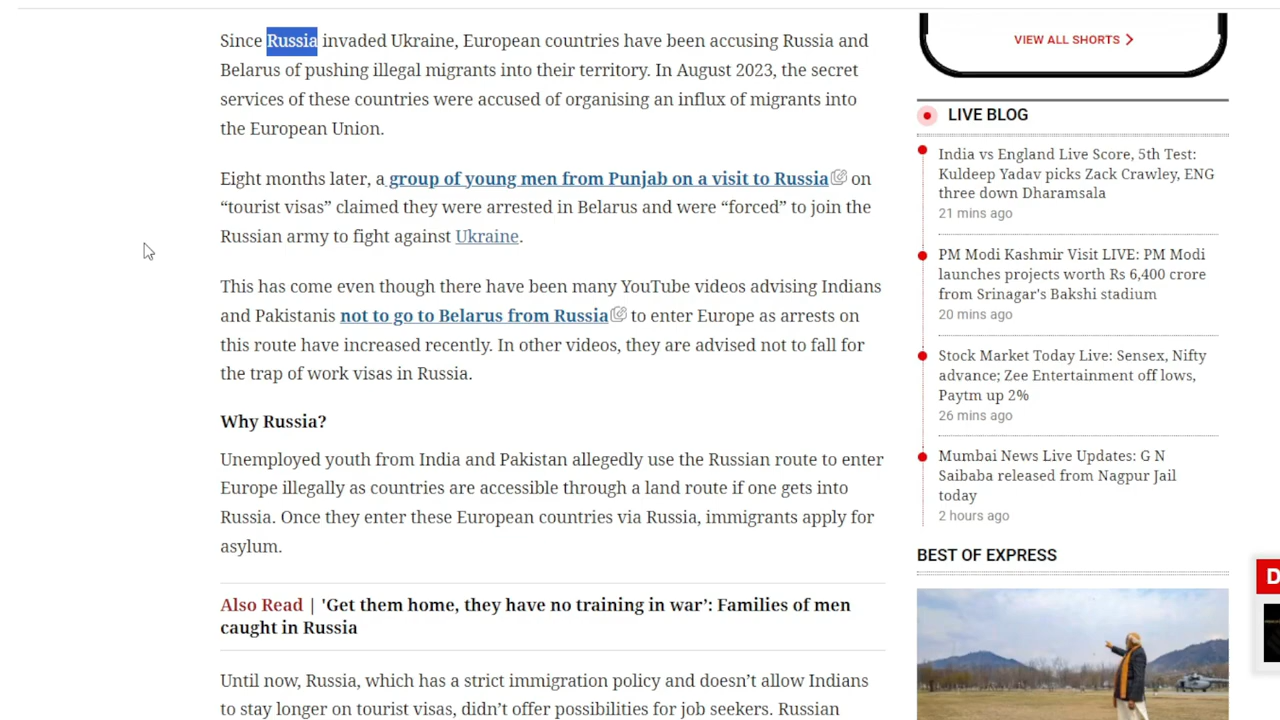 Since Russia invaded Ukraine, European countries have been accusing Russia and
Belarus of pushing illegal migrants into their territory. In August 2023, the secret
services of these countries were accused of organising an influx of migrants into
the European Union.
Eight months later, a group of young men from Punjab on a visit to Russia on
“tourist visas” claimed they were arrested in Belarus and were “forced” to join the
Russian army to fight against Ukraine.
This has come even though there have been many YouTube videos advising Indians
and Pakistanis not to go to Belarus from Russia to enter Europe as arrests on
this route have increased recently. In other videos, they are advised not to fall for
the trap of work visas in Russia.
Why Russia?
Unemployed youth from India and Pakistan allegedly use the Russian route to enter
Europe illegally as countries are accessible through a land route if one gets into
Russia. Once they enter these European countries via Russia, immigrants apply for
asylum.
Also Read | 'Get them home, they have no training in war’: Families of men
caught in Russia
Until now, Russia, which has a strict immigration policy and doesn’t allow Indians
to stay longer on tourist visas, didn’t offer possibilities for job seekers. Russian
VIEW ALL SHORTS
LIVE BLOG
India vs England Live Score, 5th Test:
Kuldeep Yadav picks Zack Crawley, ENG
three down Dharamsala
21 mins ago
PM Modi Kashmir Visit LIVE: PM Modi
launches projects worth Rs 6,400 crore
from Srinagar's Bakshi stadium
20 mins ago
Stock Market Today Live: Sensex, Nifty
advance; Zee Entertainment off lows,
Paytm up 2%
26 mins ago
Mumbai News Live Updates: G N
Saibaba released from Nagpur Jail
today
2 hours ago
BEST OF EXPRESS
D